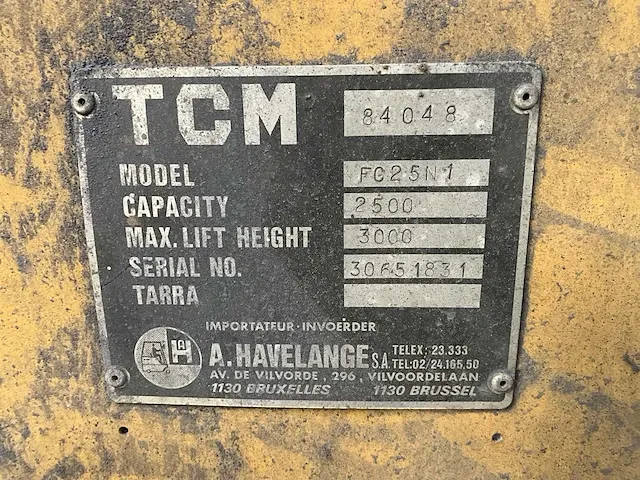 TCM 84048
MODEL FG25N1
CAPACITY 2500
MAX. LIFT HEIGHT 3000
SERIAL NO. 30651831
TARRA
IMPORTATEUR · INVOERDER
A. HAVELANGE S.A. TELEX: 23.333
TEL: 02/24.165.50
AV. DE VILVORDE, 296, VILVOORDELAAN
1130 BRUXELLES 1130 BRUSSEL